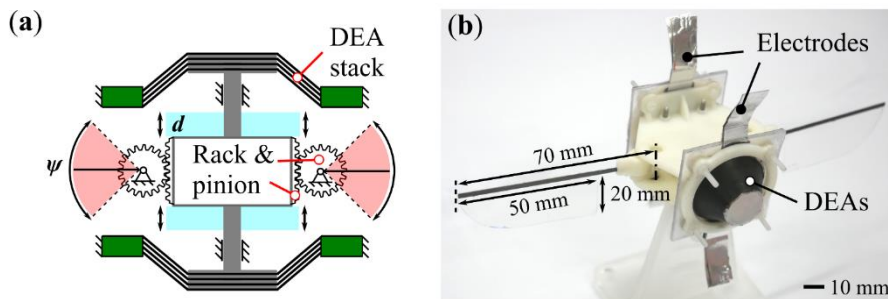 (a)
DEA
stack
d
Rack &
pinion
ψ
(b)
Electrodes
70 mm
50 mm
20 mm
DEAs
10 mm